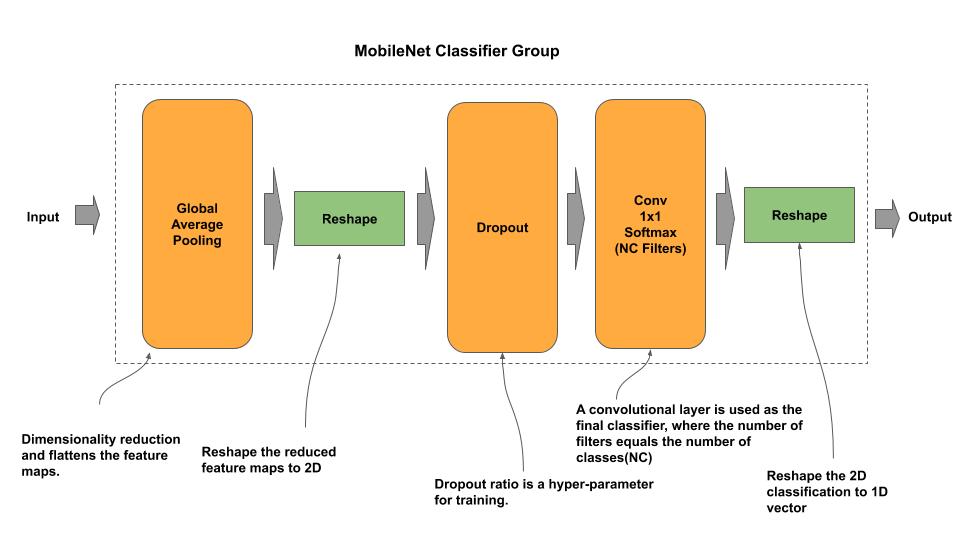 MobileNet Classifier Group
Input
Global
Average
Pooling
Reshape
Dropout
Conv
1x1
Softmax
(NC Filters)
Reshape
Output
Dimensionality reduction
and flattens the feature
maps.
Reshape the reduced
feature maps to 2D
Dropout ratio is a hyper-parameter
for training.
A convolutional layer is used as the
final classifier, where the number of
filters equals the number of
classes(NC)
Reshape the 2D
classification to 1D
vector